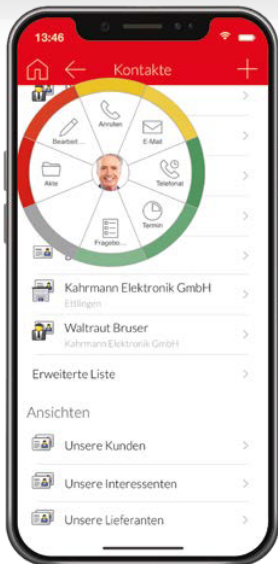 13:46
Kontakte
Anrufen
Bearbeit ...
E-Mail
Akte
Telefonat
Termin
Fragebo ...
Kahrmann Elektronik GmbH
Ettlingen
Waltraut Bruser
Kahrmann Elektronik GmbH
Erweiterte Liste
Ansichten
Unsere Kunden
Unsere Interessenten
Unsere Lieferanten